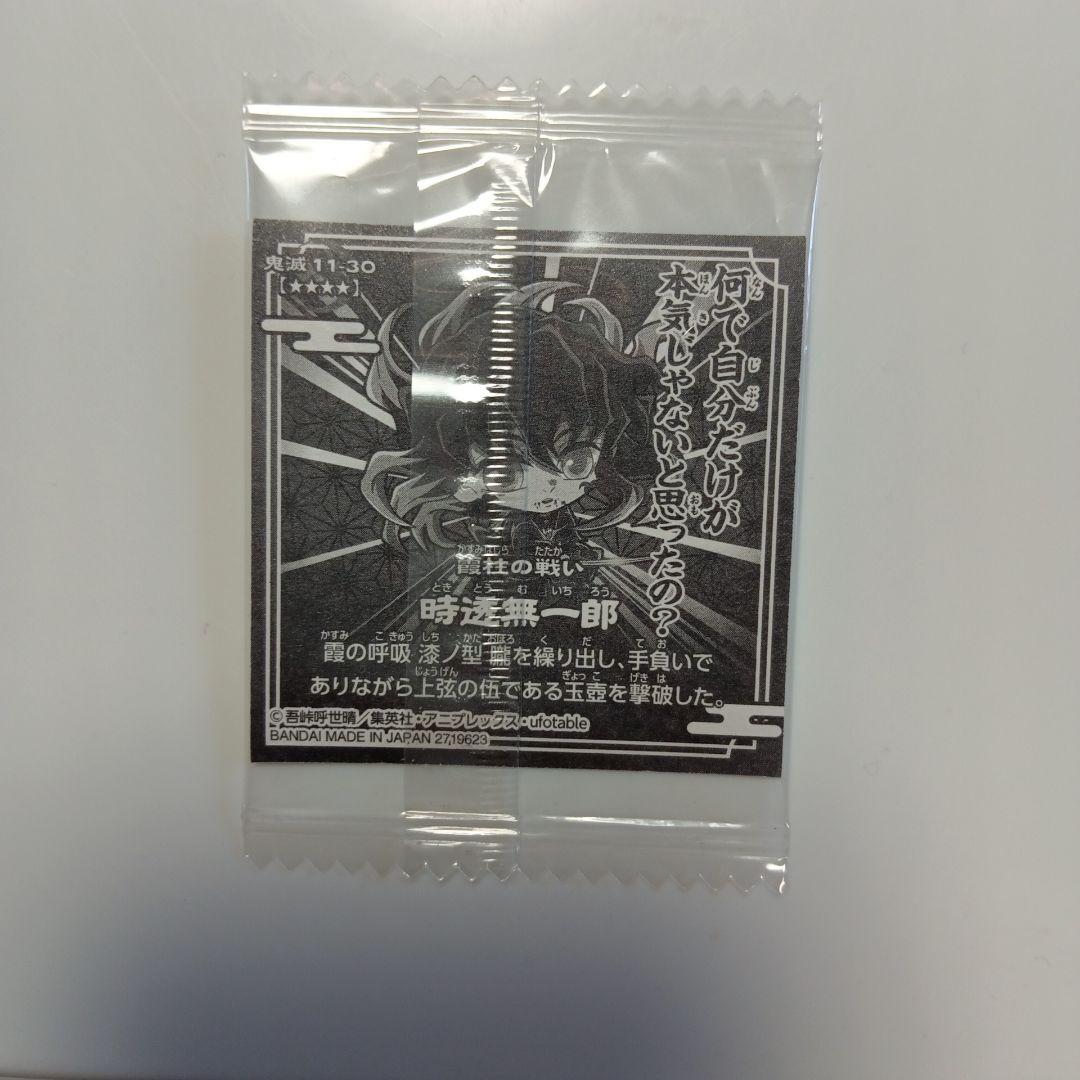 鬼滅 11-30
【★★★★】
何で自分だけが
本気じゃないと思ったの?
霞柱の戦い
時透無一郎
霞の呼吸 漆ノ型 朧を繰り出し、手負いで
ありながら上弦の伍である玉壺を撃破した。
©吾峠呼世晴/集英社・アニプレックス・ufotable
BANDAI MADE IN JAPAN 2719623